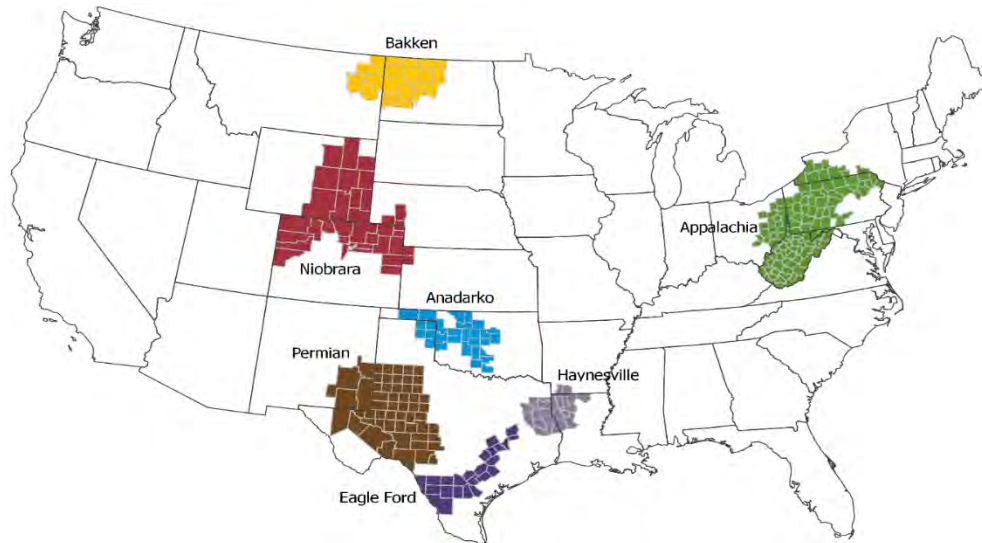 Bakken
Appalachia
Niobrara
Anadarko
Permian
Haynesville
Eagle Ford